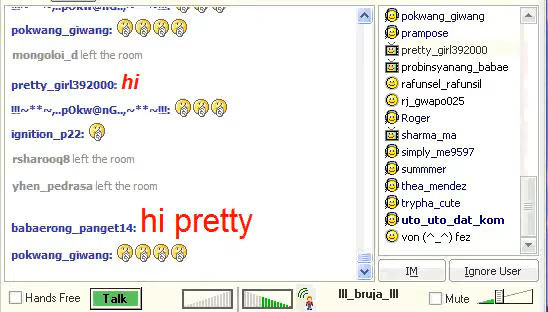 pokwang_giwang:
mongoloi_d left the room
pretty_girl392000: hi
!!!~**~,..pOkw@nG..,~**~!!!:
ignition_p22:
rsharooq8 left the room
yhen_pedrasa left the room
babaerong_panget14: hi pretty
pokwang_giwang:
pokwang_giwang
prampose
pretty_girl392000
probinsyanang_babae
rafunsel_rafunsil
rj_gwapo025
Roger
sharma_ma
simply_me9597
summmer
thea_mendez
trypha_cute
uto_uto_dat_kom
von (^_^) fez
IM
Ignore User
Hands Free
Talk
lll_bruja_lll
Mute